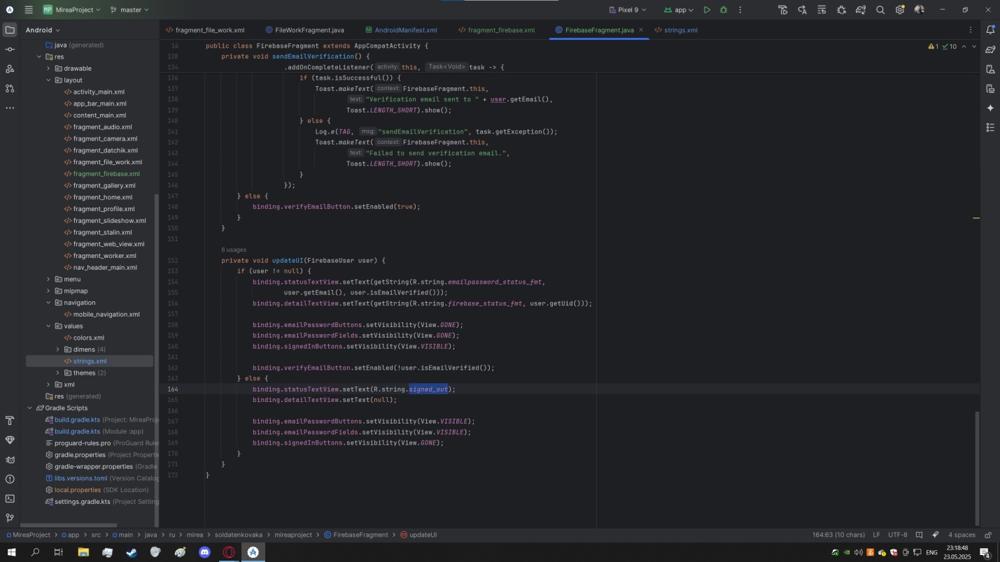 MP MireaProject
master
Pixel 9
app
Android
fragment_file_work.xml
FileWorkFragment.java
AndroidManifest.xml
fragment_firebase.xml
FirebaseFragment.java
strings.xml
java (generated)
res
drawable
layout
activity_main.xml
app_bar_main.xml
content_main.xml
fragment_audio.xml
fragment_camera.xml
fragment_datchik.xml
fragment_file_work.xml
fragment_firebase.xml
fragment_gallery.xml
fragment_home.xml
fragment_profile.xml
fragment_slideshow.xml
fragment_stalin.xml
fragment_web_view.xml
fragment_worker.xml
nav_header_main.xml
menu
mipmap
navigation
mobile_navigation.xml
values
colors.xml
dimens (4)
strings.xml
themes (2)
xml
res (generated)
Gradle Scripts
build.gradle.kts (Project: MireaProje
build.gradle.kts (Module :app)
proguard-rules.pro (ProGuard Rules
gradle.properties (Project Properti
gradle-wrapper.properties (Gradle
libs.versions.toml (Version Catalog
local.properties (SDK Location)
settings.gradle.kts (Project Setting
1 10
16 public class FirebaseFragment extends AppCompatActivity {
128 private void sendEmailVerification() {
134 .addOnCompleteListener( activity: this, Task<Void> task -> {
136 if (task.isSuccessful()) {
137 Toast.makeText( context: FirebaseFragment.this,
138 text: "Verification email sent to " + user.getEmail(),
139 Toast.LENGTH_SHORT).show();
140 } else {
141 Log.e(TAG, msg: "sendEmailVerification", task.getException());
142 Toast.makeText( context: FirebaseFragment.this,
143 text: "Failed to send verification email.",
144 Toast.LENGTH_SHORT).show();
145 }
146 });
147 } else {
148 binding.verifyEmailButton.setEnabled(true);
149 }
150 }
151
6 usages
152 private void updateUI(FirebaseUser user) {
153 if (user != null) {
154 binding.statusTextView.setText(getString(R.string.emailpassword_status_fmt,
155 user.getEmail(), user.isEmailVerified()));
156 binding.detailTextView.setText(getString(R.string.firebase_status_fmt, user.getUid()));
157
158 binding.emailPasswordButtons.setVisibility(View.GONE);
159 binding.emailPasswordFields.setVisibility(View.GONE);
160 binding.signedInButtons.setVisibility(View.VISIBLE);
161
162 binding.verifyEmailButton.setEnabled(!user.isEmailVerified());
163 } else {
164 binding.statusTextView.setText(R.string.signed_out);
165 binding.detailTextView.setText(null);
166
167 binding.emailPasswordButtons.setVisibility(View.VISIBLE);
168 binding.emailPasswordFields.setVisibility(View.VISIBLE);
169 binding.signedInButtons.setVisibility(View.GONE);
170 }
171 }
172 }
MireaProject > app > src > main > java > ru > mirea > soldatenkovaka > mireaproject > FirebaseFragment > updateUI
164:63 (10 chars) LF UTF-8 4 spaces
ENG
23:18:48
23.05.2025
4